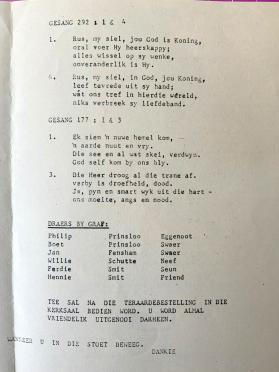 GESANG 292 : 1 & 4
1. Rus, my siel, jou God is Koning,
oral voer Hy heerskappy;
alles wissel op sy wenke,
onveranderlik is Hy.
4. Rus, my siel, in God, jou Koning,
leef tevrede uit sy hand;
wat ons tref in hierdie wêreld,
niks verbreek sy liefdeband.
GESANG 177 : 1 & 3
1. Ek sien 'n nuwe hemel kom, —
'n aarde nuut en vry.
Die see en al wat skei, verdwyn.
God self kom by ons bly.
3. Die Heer droog al die trane af.
verby is droefheid, dood.
Ja, pyn en smart wyk uit die hart -
ons moeite, angs en nood.
DRAERS BY GRAF:
Philip Prinsloo Eggenoot
Boet Prinsloo Swaer
Jan Fensham Swaer
Willie Schutte Neef
Ferdie Smit Seun
Hennie Smit Friend
TEE SAL NA DIE TERAARDEBESTELLING IN DIE
KERKSAAL BEDIEN WORD. U WORD ALMAL
VRIENDELIK UITGENODI DARHEEN.
WANNEER U IN DIE STOET BEWEEG.
DANKIE